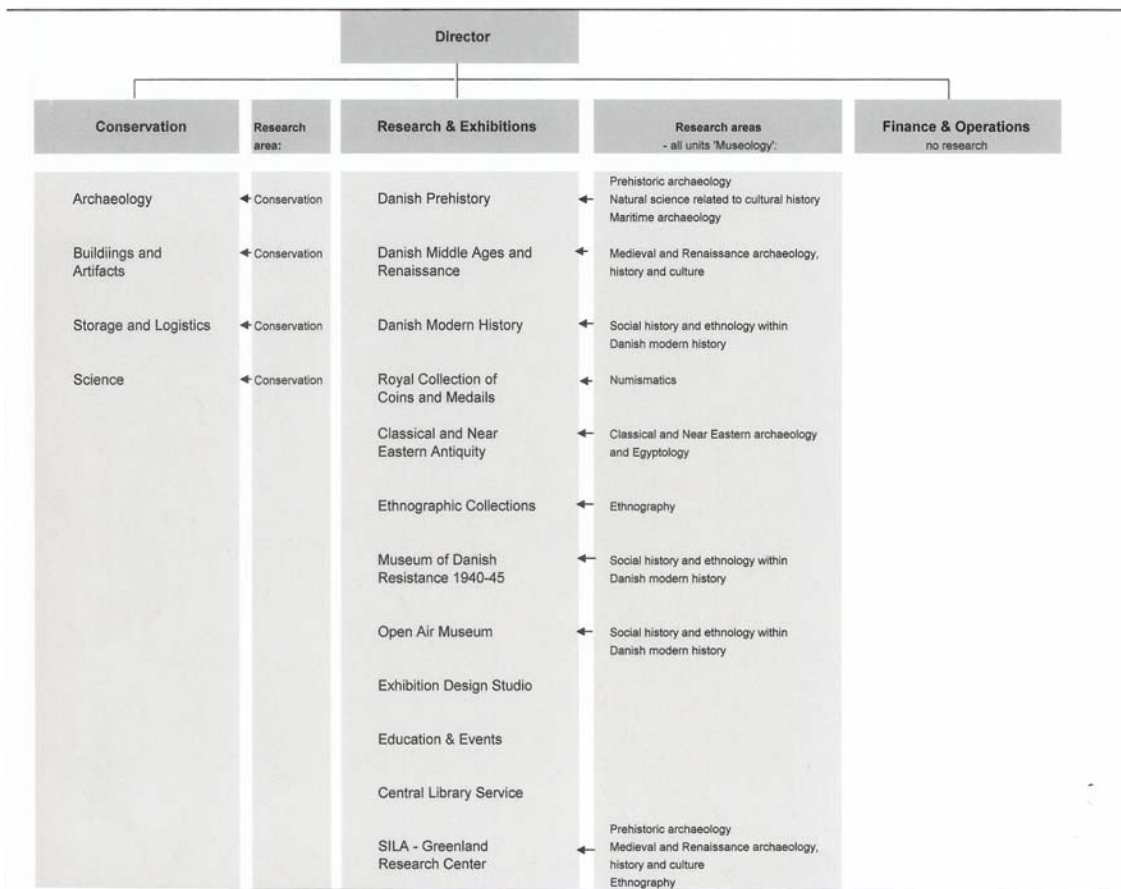 Director
Conservation
Research
area:
Research & Exhibitions
Research areas
- all units 'Museology':
Finance & Operations
no research
Archaeology
Conservation
Buildiings and
Artifacts
Conservation
Storage and Logistics
Conservation
Science
Conservation
Danish Prehistory
Prehistoric archaeology
Natural science related to cultural history
Maritime archaeology
Danish Middle Ages and
Renaissance
Medieval and Renaissance archaeology,
history and culture
Danish Modern History
Social history and ethnology within
Danish modern history
Royal Collection of
Coins and Medails
Numismatics
Classical and Near
Eastern Antiquity
Classical and Near Eastern archaeology
and Egyptology
Ethnographic Collections
Ethnography
Museum of Danish
Resistance 1940-45
Social history and ethnology within
Danish modern history
Open Air Museum
Social history and ethnology within
Danish modern history
Exhibition Design Studio
Education & Events
Central Library Service
SILA - Greenland
Research Center
Prehistoric archaeology
Medieval and Renaissance archaeology,
history and culture
Ethnography